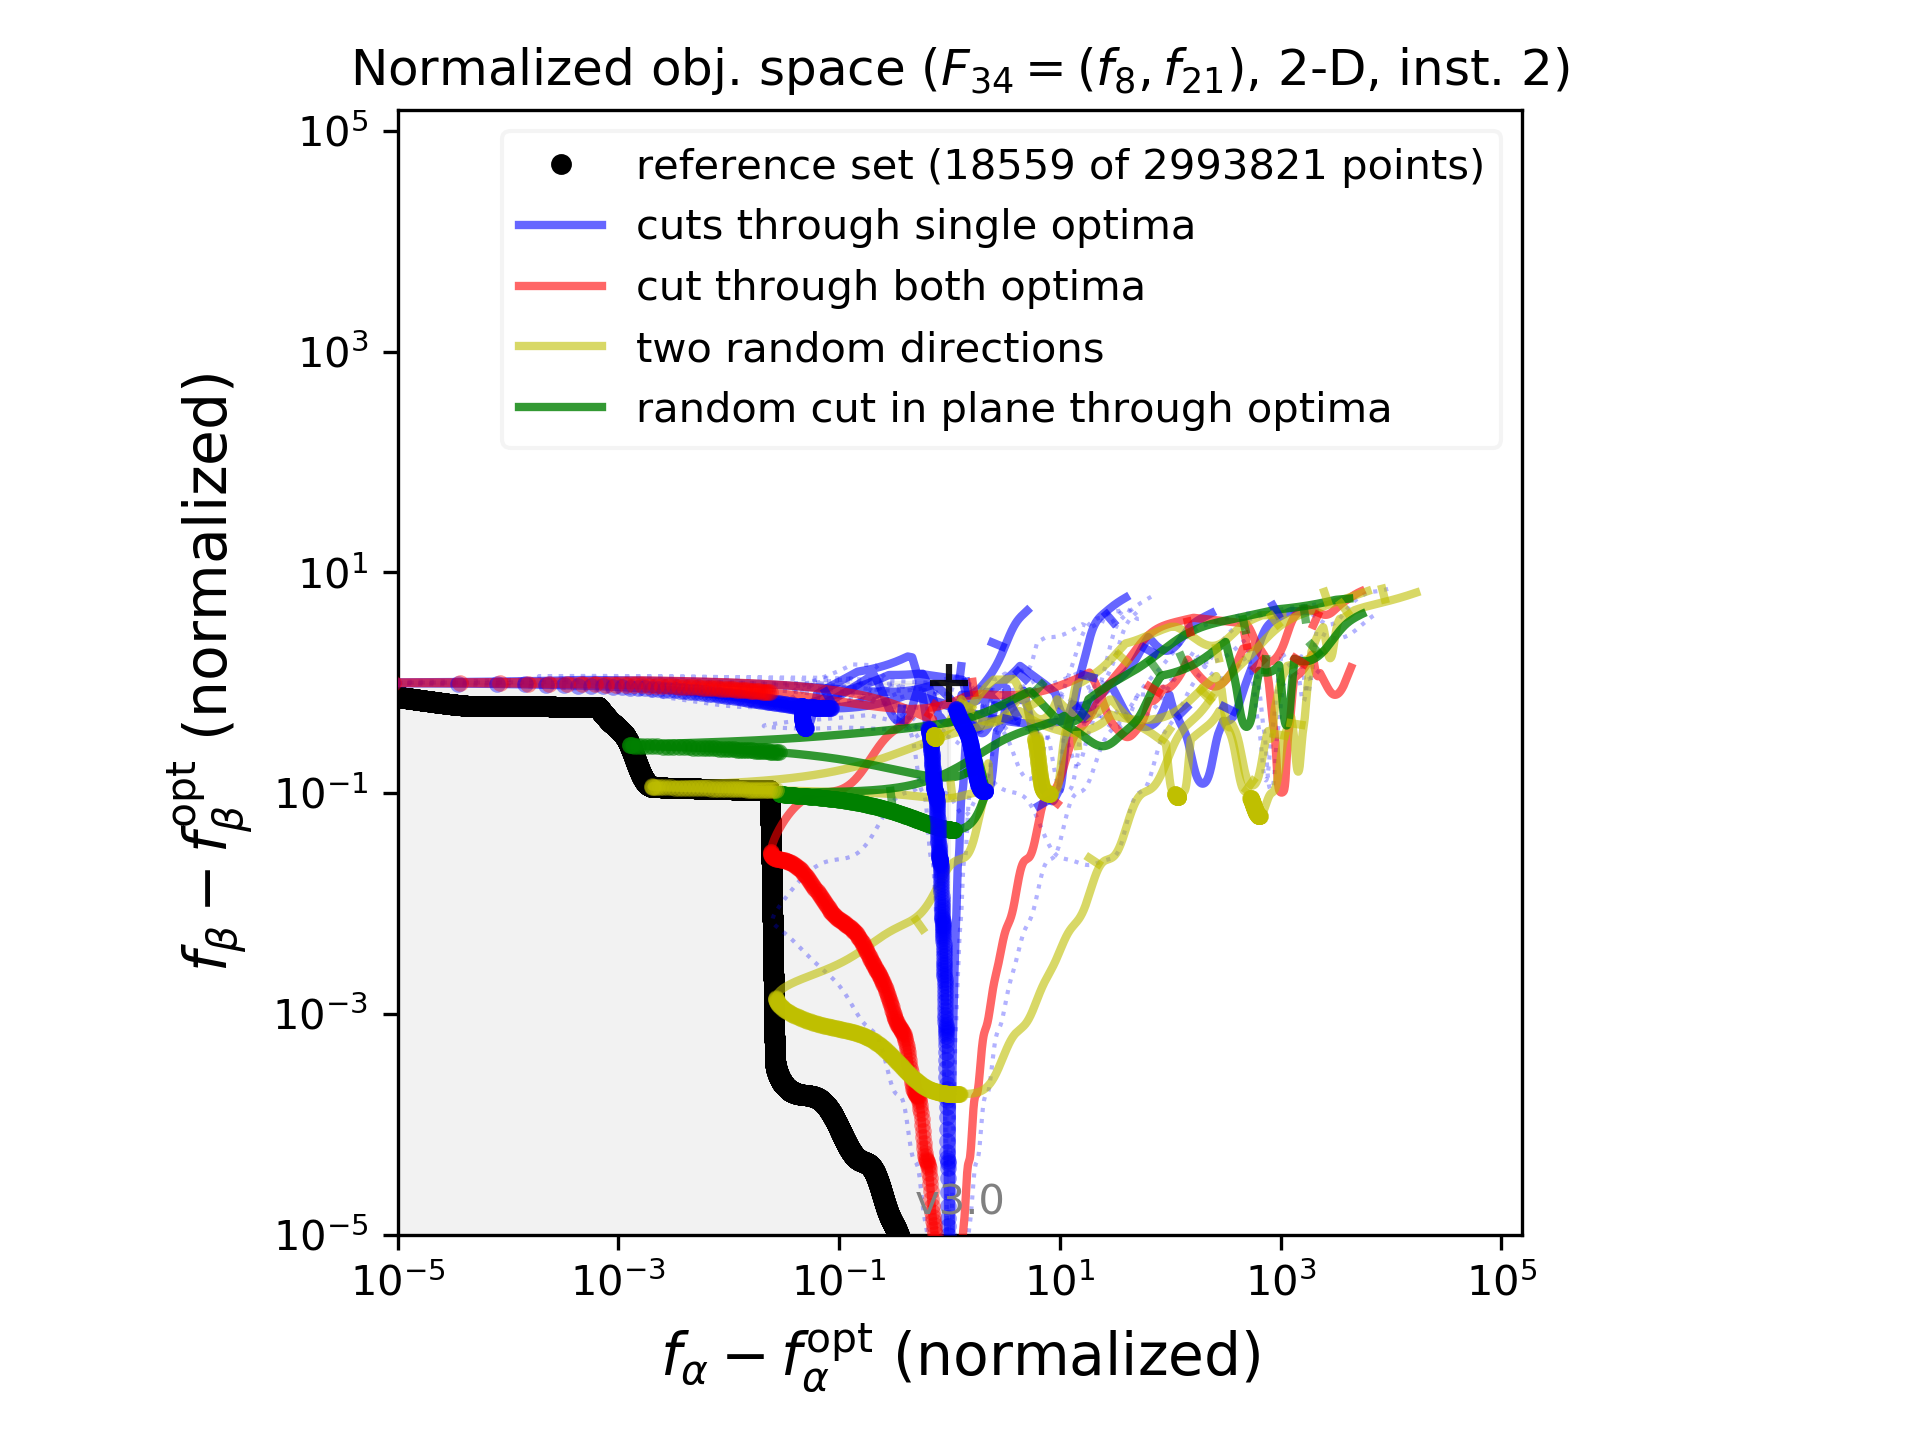 Normalized obj. space (F₃₄ = (f₈, f₂₁), 2-D, inst. 2)
reference set (18559 of 2993821 points)
cuts through single optima
cut through both optima
two random directions
random cut in plane through optima
10⁵
10³
10¹
10⁻¹
10⁻³
10⁻⁵
f_β − f_β^opt (normalized)
v3.0
10⁻⁵ 10⁻³ 10⁻¹ 10¹ 10³ 10⁵
f_α − f_α^opt (normalized)